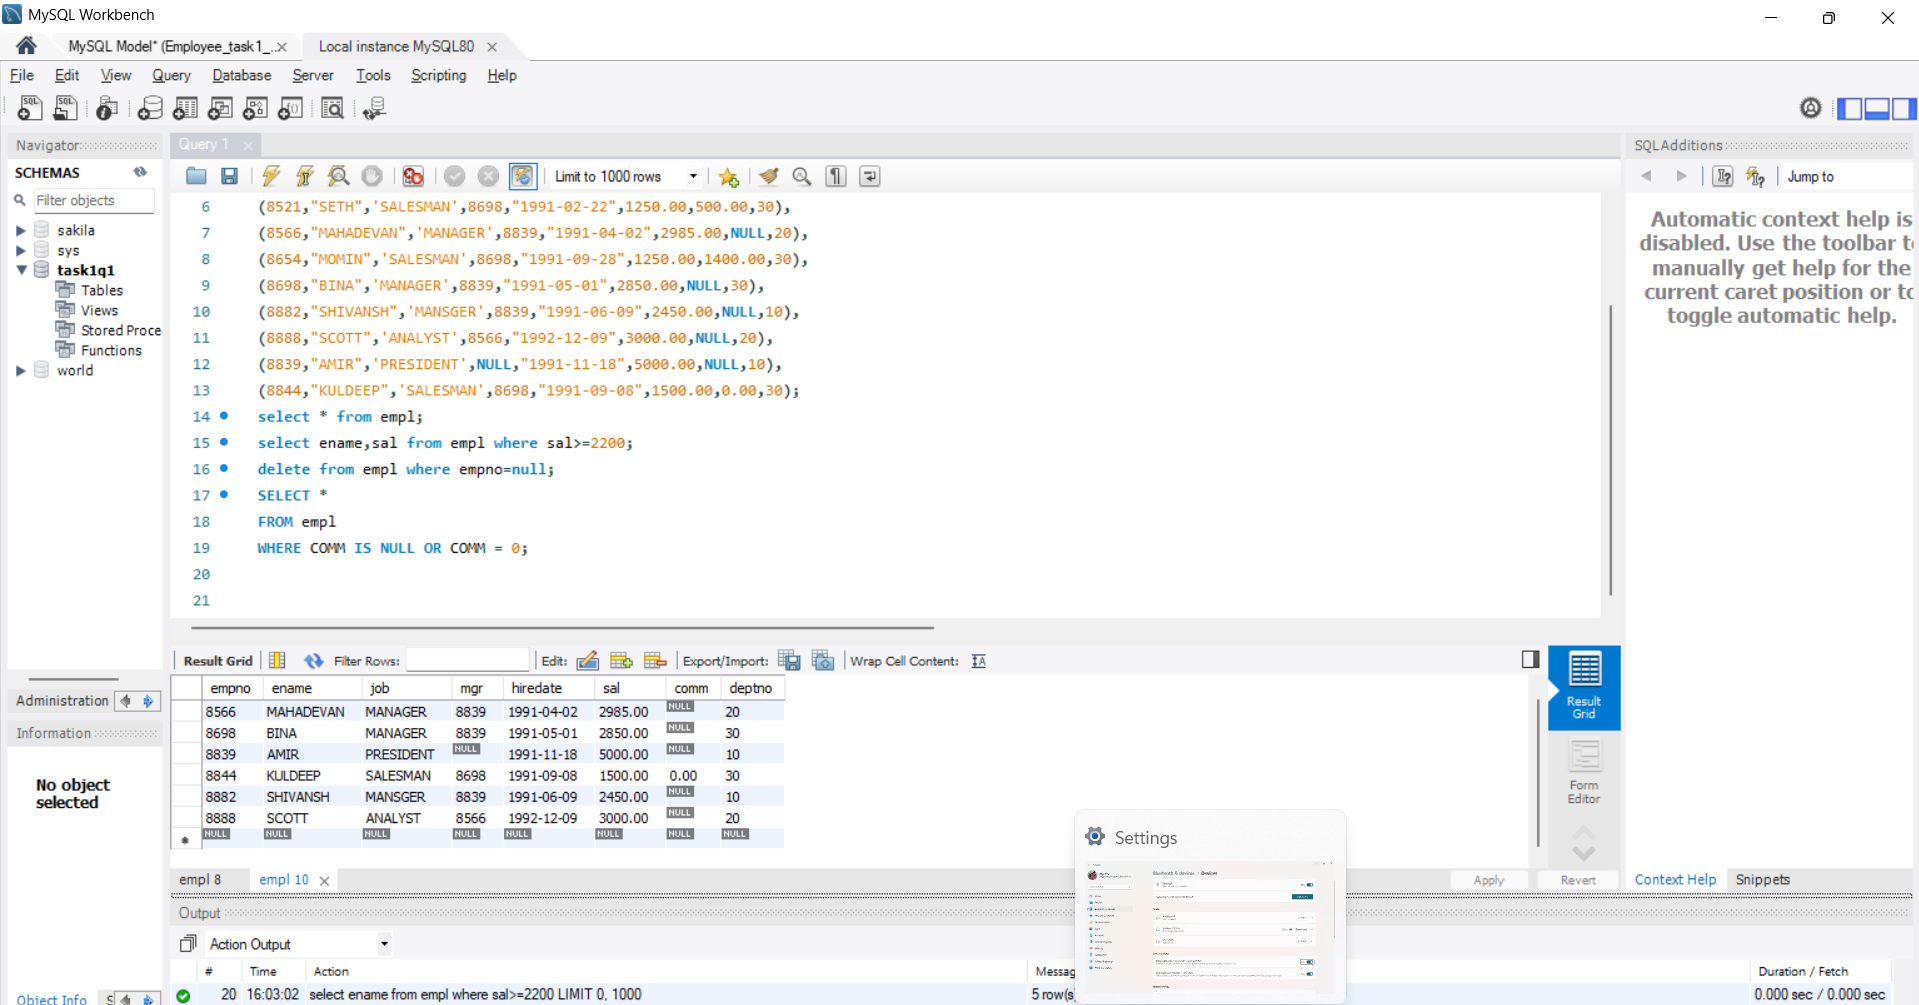 MySQL Workbench
MySQL Model* (Employee_task1_..
Local instance MySQL80
File Edit View Query Database Server Tools Scripting Help
Navigator
SCHEMAS
Filter objects
sakila
sys
task1q1
Tables
Views
Stored Proce
Functions
world
Administration
Information
No object
selected
Object Info
S
Query 1
Limit to 1000 rows
6 (8521,"SETH",'SALESMAN',8698,"1991-02-22",1250.00,500.00,30),
7 (8566,"MAHADEVAN",'MANAGER',8839,"1991-04-02",2985.00,NULL,20),
8 (8654,"MOMIN",'SALESMAN',8698,"1991-09-28",1250.00,1400.00,30),
9 (8698,"BINA",'MANAGER',8839,"1991-05-01",2850.00,NULL,30),
10 (8882,"SHIVANSH",'MANSGER',8839,"1991-06-09",2450.00,NULL,10),
11 (8888,"SCOTT",'ANALYST',8566,"1992-12-09",3000.00,NULL,20),
12 (8839,"AMIR",'PRESIDENT',NULL,"1991-11-18",5000.00,NULL,10),
13 (8844,"KULDEEP",'SALESMAN',8698,"1991-09-08",1500.00,0.00,30);
14 select * from empl;
15 select ename,sal from empl where sal>=2200;
16 delete from empl where empno=null;
17 SELECT *
18 FROM empl
19 WHERE COMM IS NULL OR COMM = 0;
20
21
Result Grid Filter Rows: Edit: Export/Import: Wrap Cell Content:
empno ename job mgr hiredate sal comm deptno
8566 MAHADEVAN MANAGER 8839 1991-04-02 2985.00 NULL 20
8698 BINA MANAGER 8839 1991-05-01 2850.00 NULL 30
8839 AMIR PRESIDENT NULL 1991-11-18 5000.00 NULL 10
8844 KULDEEP SALESMAN 8698 1991-09-08 1500.00 0.00 30
8882 SHIVANSH MANSGER 8839 1991-06-09 2450.00 NULL 10
8888 SCOTT ANALYST 8566 1992-12-09 3000.00 NULL 20
NULL NULL NULL NULL NULL NULL NULL NULL
Result
Grid
Form
Editor
empl 8 empl 10
Apply Revert
SQLAdditions
Jump to
Automatic context help is
disabled. Use the toolbar t
manually get help for the
current caret position or to
toggle automatic help.
Context Help Snippets
Settings
Bluetooth & devices › Devices
Output
Action Output
# Time Action Messag Duration / Fetch
20 16:03:02 select ename from empl where sal>=2200 LIMIT 0, 1000 5 row(s) 0.000 sec / 0.000 sec